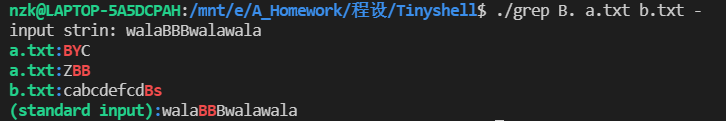 nzk@LAPTOP-5A5DCPAH:/mnt/e/A_Homework/程设/Tinyshell$ ./grep B. a.txt b.txt -
input strin: walaBBBwalawala
a.txt:BYC
a.txt:ZBB
b.txt:cabcdefcdBs
(standard input):walaBBBwalawala